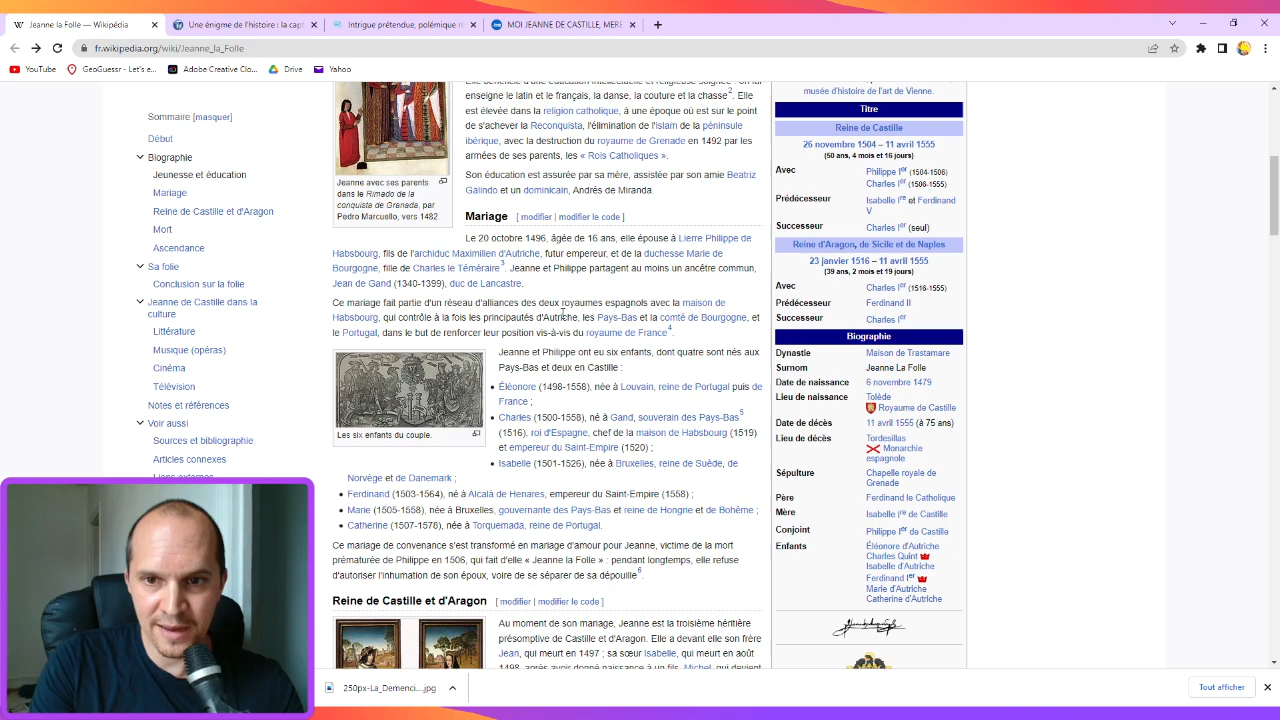 Jeanne la Folle — Wikipédia
Une énigme de l'histoire : la capt
Intrigue prétendue, polémique r
MOI JEANNE DE CASTILLE, MERE
fr.wikipedia.org/wiki/Jeanne_la_Folle
YouTube
GeoGuessr - Let's e...
Adobe Creative Clo...
Drive
Yahoo
Sommaire [masquer]
Début
Biographie
Jeunesse et éducation
Mariage
Reine de Castille et d'Aragon
Mort
Ascendance
Sa folie
Conclusion sur la folie
Jeanne de Castille dans la
culture
Littérature
Musique (opéras)
Cinéma
Télévision
Notes et références
Voir aussi
Sources et bibliographie
Articles connexes
Liens externes
Jeanne avec ses parents
dans le Rimado de la
conquista de Granada, par
Pedro Marcuello, vers 1482.
enseigne le latin et le français, la danse, la couture et la chasse2. Elle
est élevée dans la religion catholique, à une époque où est sur le point
de s'achever la Reconquista, l'élimination de l'islam de la péninsule
ibérique, avec la destruction du royaume de Grenade en 1492 par les
armées de ses parents, les « Rois Catholiques ».
Son éducation est assurée par sa mère, assistée par son amie Beatriz
Galindo et un dominicain, Andrès de Miranda.
Mariage [ modifier | modifier le code ]
Le 20 octobre 1496, âgée de 16 ans, elle épouse à Lierre Philippe de
Habsbourg, fils de l'archiduc Maximilien d'Autriche, futur empereur, et de la duchesse Marie de
Bourgogne, fille de Charles le Téméraire3. Jeanne et Philippe partagent au moins un ancêtre commun,
Jean de Gand (1340-1399), duc de Lancastre.
Ce mariage fait partie d'un réseau d'alliances des deux royaumes espagnols avec la maison de
Habsbourg, qui contrôle à la fois les principautés d'Autriche, les Pays-Bas et la comté de Bourgogne, et
le Portugal, dans le but de renforcer leur position vis-à-vis du royaume de France4.
Les six enfants du couple.
Jeanne et Philippe ont eu six enfants, dont quatre sont nés aux
Pays-Bas et deux en Castille :
• Éléonore (1498-1558), née à Louvain, reine de Portugal puis de
France ;
• Charles (1500-1558), né à Gand, souverain des Pays-Bas5
(1516), roi d'Espagne, chef de la maison de Habsbourg (1519)
et empereur du Saint-Empire (1520) ;
• Isabelle (1501-1526), née à Bruxelles, reine de Suède, de
Norvège et de Danemark ;
• Ferdinand (1503-1564), né à Alcalá de Henares, empereur du Saint-Empire (1558) ;
• Marie (1505-1558), née à Bruxelles, gouvernante des Pays-Bas et reine de Hongrie et de Bohême ;
• Catherine (1507-1578), née à Torquemada, reine de Portugal.
Ce mariage de convenance s'est transformé en mariage d'amour pour Jeanne, victime de la mort
prématurée de Philippe en 1506, qui fait d'elle « Jeanne la Folle » : pendant longtemps, elle refuse
d'autoriser l'inhumation de son époux, voire de se séparer de sa dépouille6.
Reine de Castille et d'Aragon [ modifier | modifier le code ]
Au moment de son mariage, Jeanne est la troisième héritière
présomptive de Castille et d'Aragon. Elle a devant elle son frère
Jean, qui meurt en 1497 ; sa sœur Isabelle, qui meurt en août
1498, après avoir donné naissance à un fils, Michel, qui devient
musée d'histoire de l'art de Vienne.
Titre
Reine de Castille
26 novembre 1504 – 11 avril 1555
(50 ans, 4 mois et 16 jours)
Avec Philippe Ier (1504-1506)
Charles Ier (1506-1555)
Prédécesseur Isabelle Ire et Ferdinand
V
Successeur Charles Ier (seul)
Reine d'Aragon, de Sicile et de Naples
23 janvier 1516 – 11 avril 1555
(39 ans, 2 mois et 19 jours)
Avec Charles Ier (1516-1555)
Prédécesseur Ferdinand II
Successeur Charles Ier
Biographie
Dynastie Maison de Trastamare
Surnom Jeanne La Folle
Date de naissance 6 novembre 1479
Lieu de naissance Tolède
Royaume de Castille
Date de décès 11 avril 1555 (à 75 ans)
Lieu de décès Tordesillas
Monarchie
espagnole
Sépulture Chapelle royale de
Grenade
Père Ferdinand le Catholique
Mère Isabelle Ire de Castille
Conjoint Philippe Ier de Castille
Enfants Éléonore d'Autriche
Charles Quint
Isabelle d'Autriche
Ferdinand Ier
Marie d'Autriche
Catherine d'Autriche
250px-La_Demenci....jpg
Tout afficher